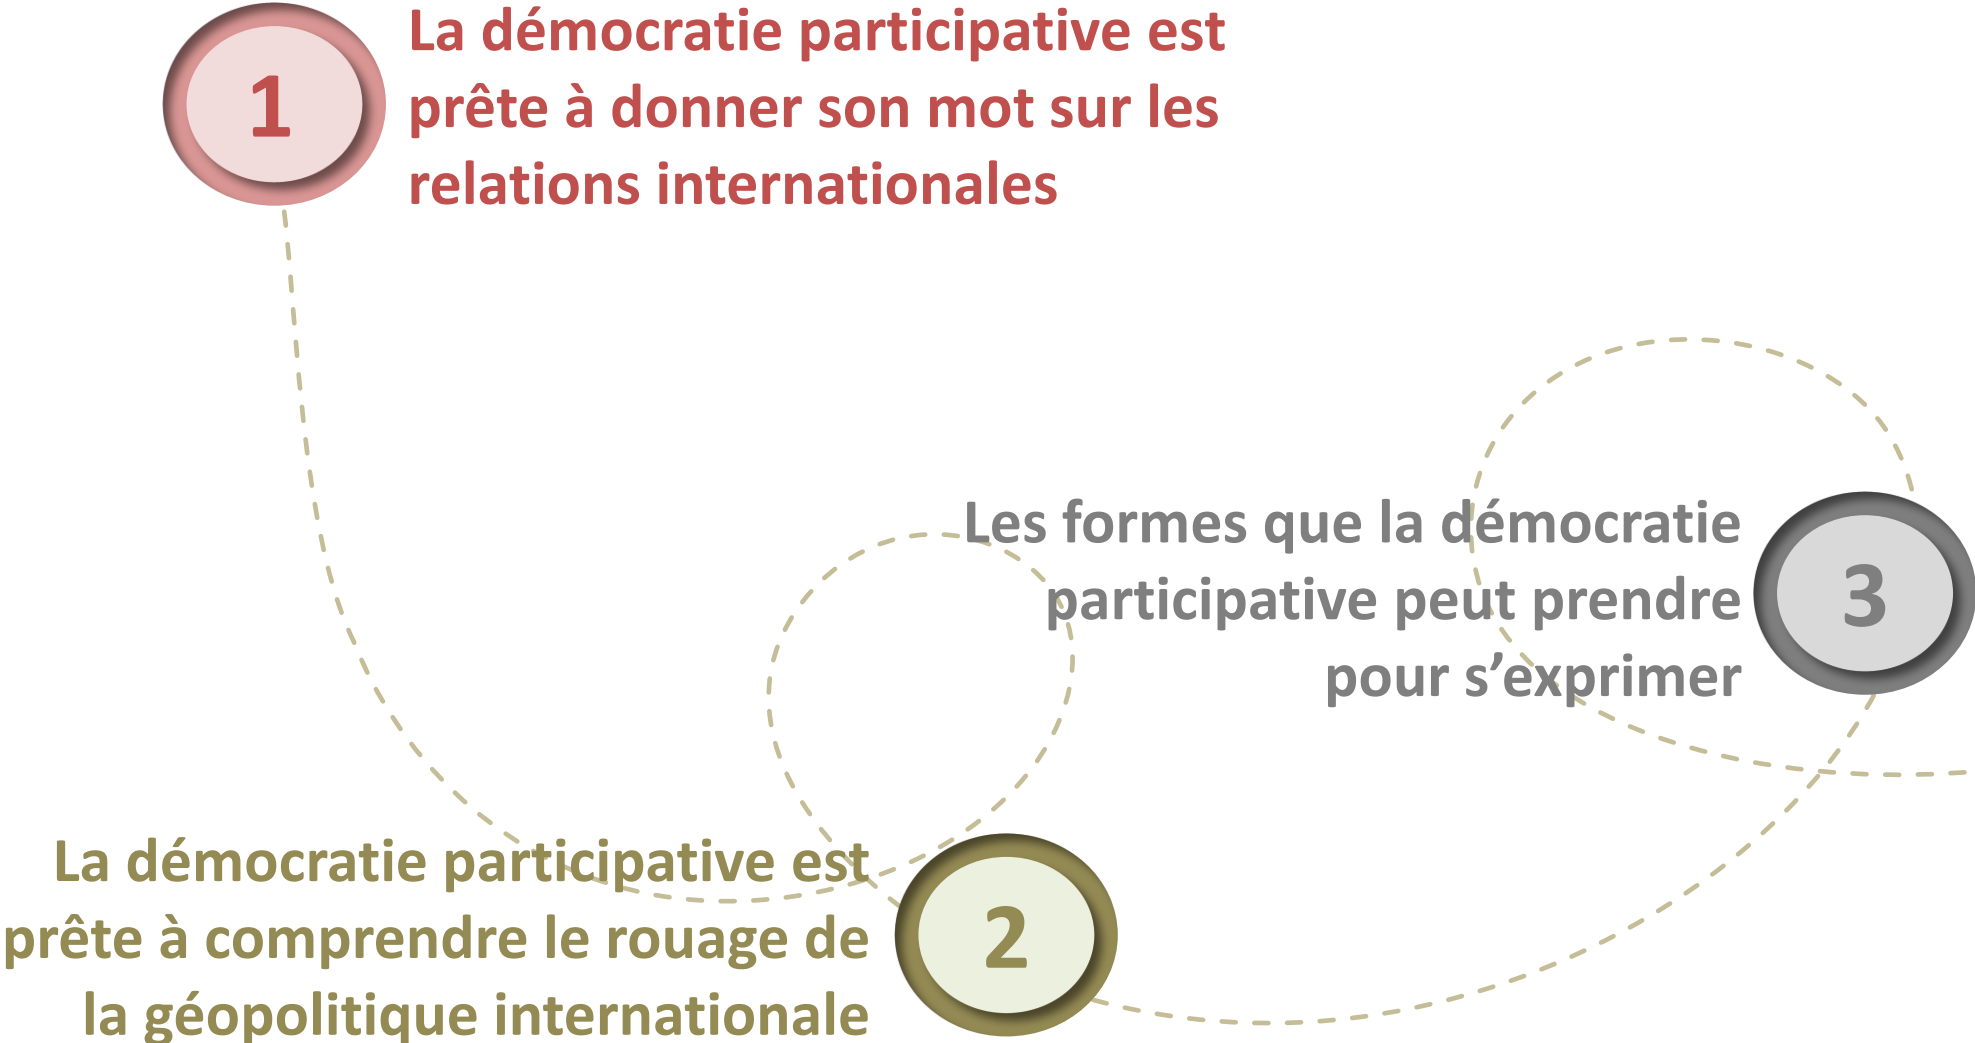 1
La démocratie participative est
prête à donner son mot sur les
relations internationales
Les formes que la démocratie
participative peut prendre
pour s’exprimer
3
La démocratie participative est
prête à comprendre le rouage de
la géopolitique internationale
2